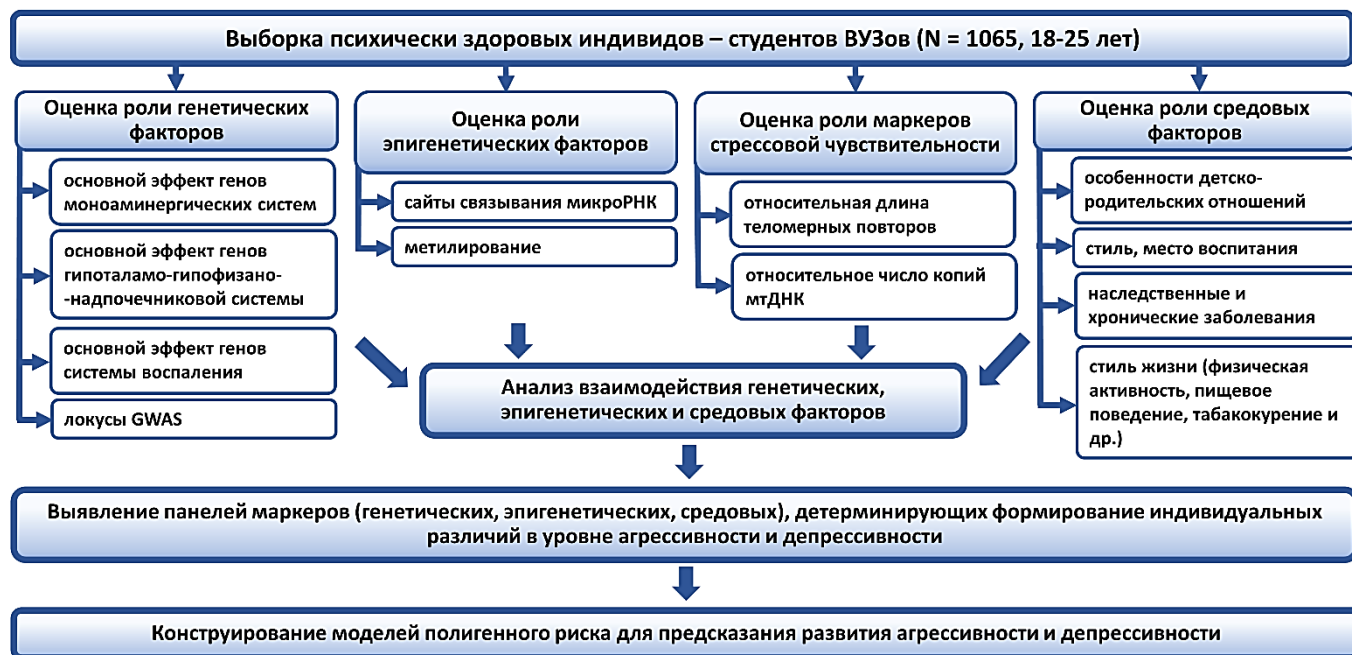 Выборка психически здоровых индивидов – студентов ВУЗов (N = 1065, 18-25 лет)
Оценка роли генетических
факторов
основной эффект генов
моноаминергических систем
основной эффект генов
гипоталамо-гипофизано-
-надпочечниковой системы
основной эффект генов
системы воспаления
локусы GWAS
Оценка роли
эпигенетических факторов
сайты связывания микроРНК
метилирование
Оценка роли маркеров
стрессовой чувствительности
относительная длина
теломерных повторов
относительное число копий
мтДНК
Оценка роли средовых
факторов
особенности детско-
родительских отношений
стиль, место воспитания
наследственные и
хронические заболевания
стиль жизни (физическая
активность, пищевое
поведение, табакокурение и
др.)
Анализ взаимодействия генетических,
эпигенетических и средовых факторов
Выявление панелей маркеров (генетических, эпигенетических, средовых), детерминирующих формирование индивидуальных
различий в уровне агрессивности и депрессивности
Конструирование моделей полигенного риска для предсказания развития агрессивности и депрессивности